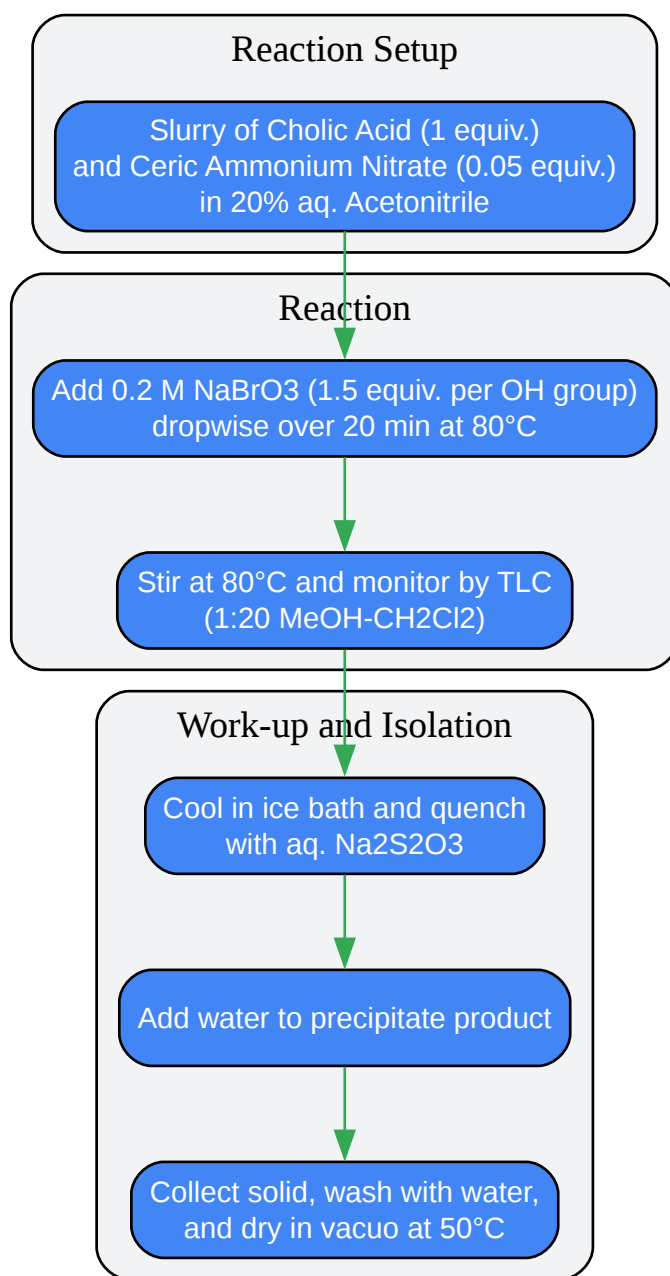 Reaction Setup
Slurry of Cholic Acid (1 equiv.)
and Ceric Ammonium Nitrate (0.05 equiv.)
in 20% aq. Acetonitrile
Reaction
Add 0.2 M NaBrO3 (1.5 equiv. per OH group)
dropwise over 20 min at 80°C
Stir at 80°C and monitor by TLC
(1:20 MeOH-CH2Cl2)
Work-up and Isolation
Cool in ice bath and quench
with aq. Na2S2O3
Add water to precipitate product
Collect solid, wash with water,
and dry in vacuo at 50°C